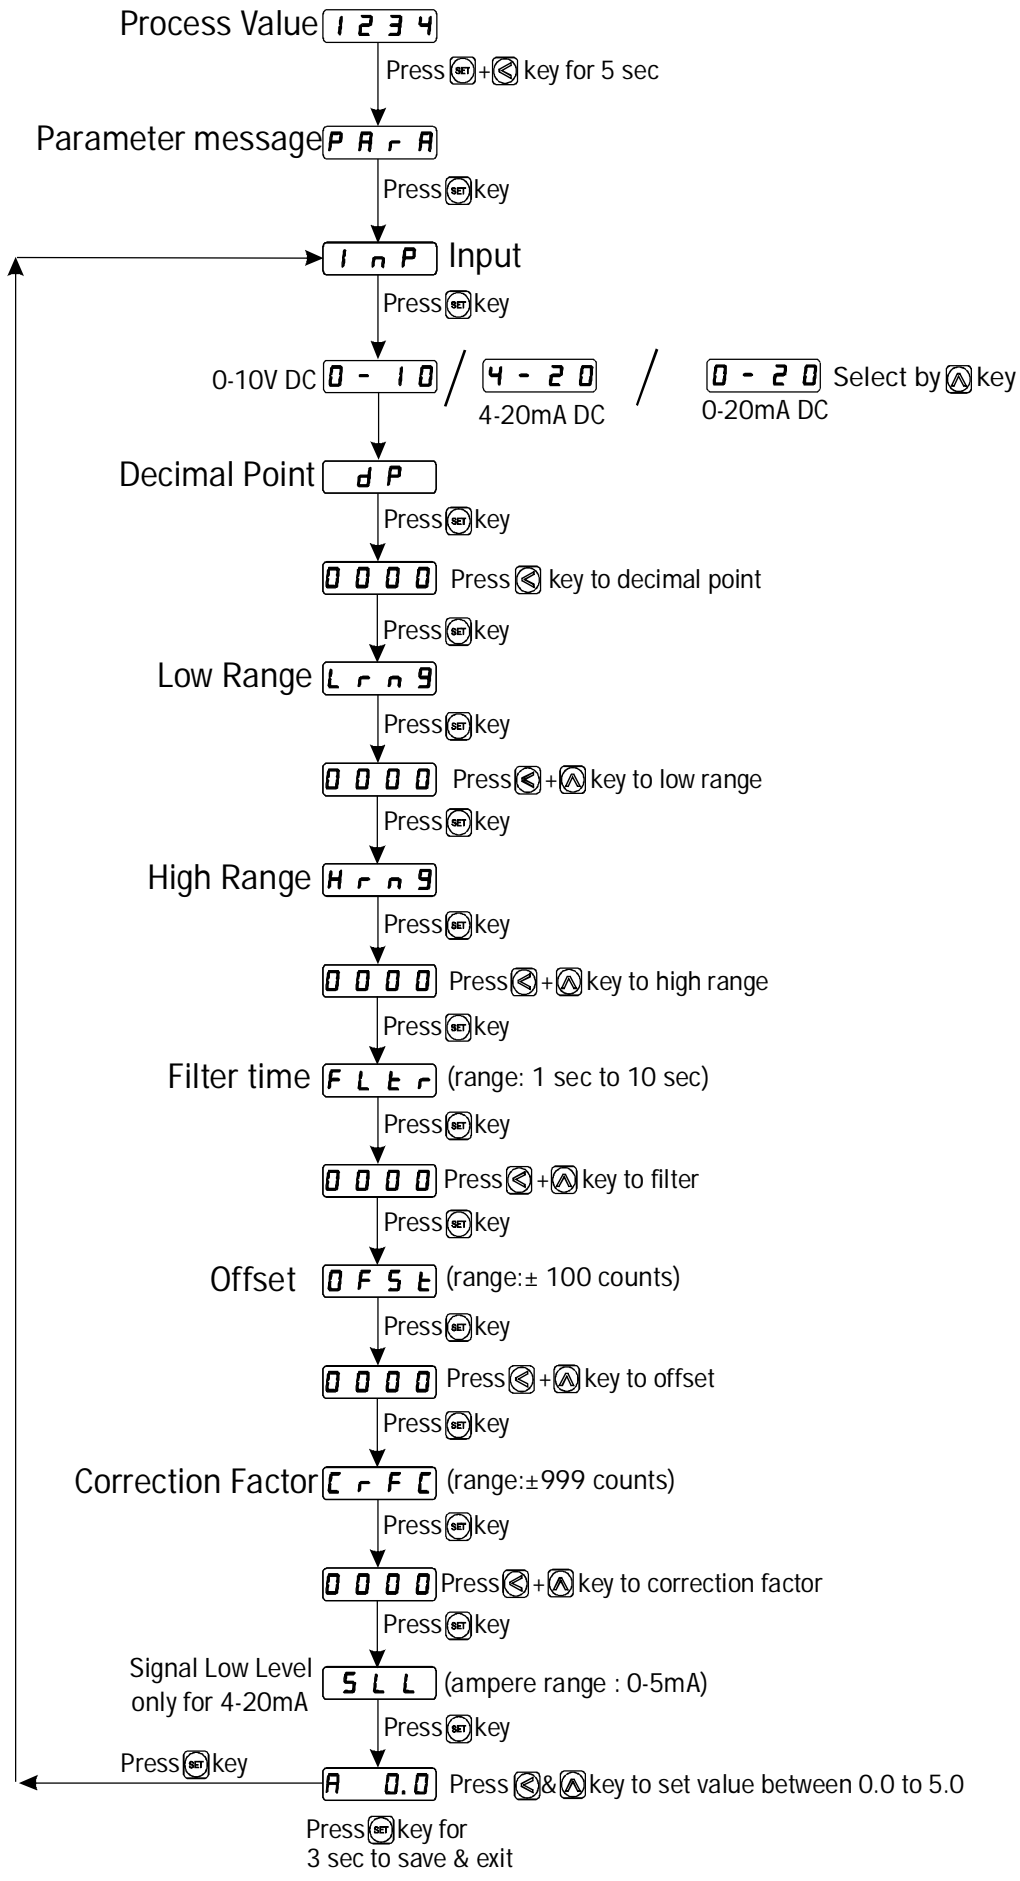 Process Value 1234
Press SET + key for 5 sec
Parameter message PArA
Press SET key
InP Input
Press SET key
0-10V DC 0-10 / 4-20 / 0-20 Select by key
4-20mA DC 0-20mA DC
Decimal Point dP
Press SET key
0000 Press key to decimal point
Press SET key
Low Range Lrng
Press SET key
0000 Press + key to low range
Press SET key
High Range Hrng
Press SET key
0000 Press + key to high range
Press SET key
Filter time FLtr (range: 1 sec to 10 sec)
Press SET key
0000 Press + key to filter
Press SET key
Offset OFSt (range:± 100 counts)
Press SET key
0000 Press + key to offset
Press SET key
Correction Factor CrFC (range:±999 counts)
Press SET key
0000 Press + key to correction factor
Press SET key
Signal Low Level
only for 4-20mA SLL (ampere range : 0-5mA)
Press SET key
Press SET key
A 0.0 Press & key to set value between 0.0 to 5.0
Press SET key for
3 sec to save & exit